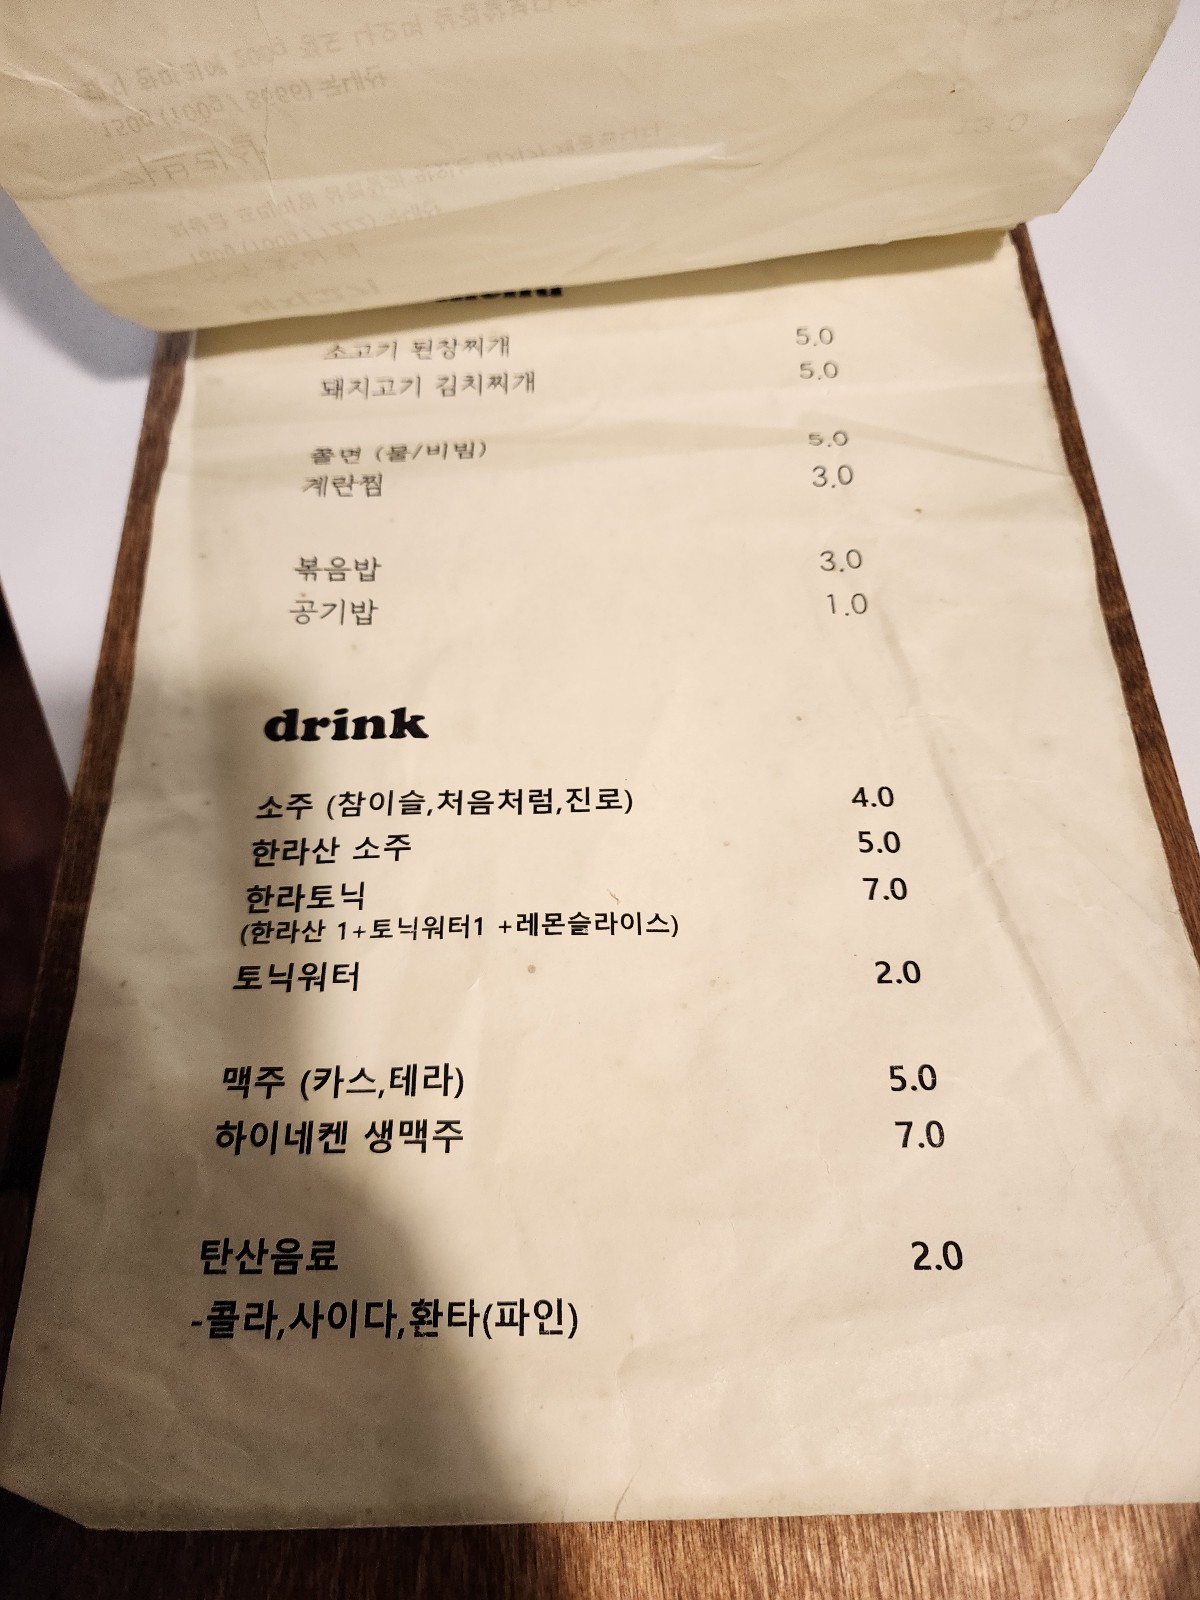 menu
소고기 된장찌개 5.0
돼지고기 김치찌개 5.0
쫄면 (물/비빔) 5.0
계란찜 3.0
볶음밥 3.0
공기밥 1.0
drink
소주 (참이슬,처음처럼,진로) 4.0
한라산 소주 5.0
한라토닉 7.0
(한라산 1+토닉워터1 +레몬슬라이스)
토닉워터 2.0
맥주 (카스,테라) 5.0
하이네켄 생맥주 7.0
탄산음료 2.0
-콜라,사이다,환타(파인)